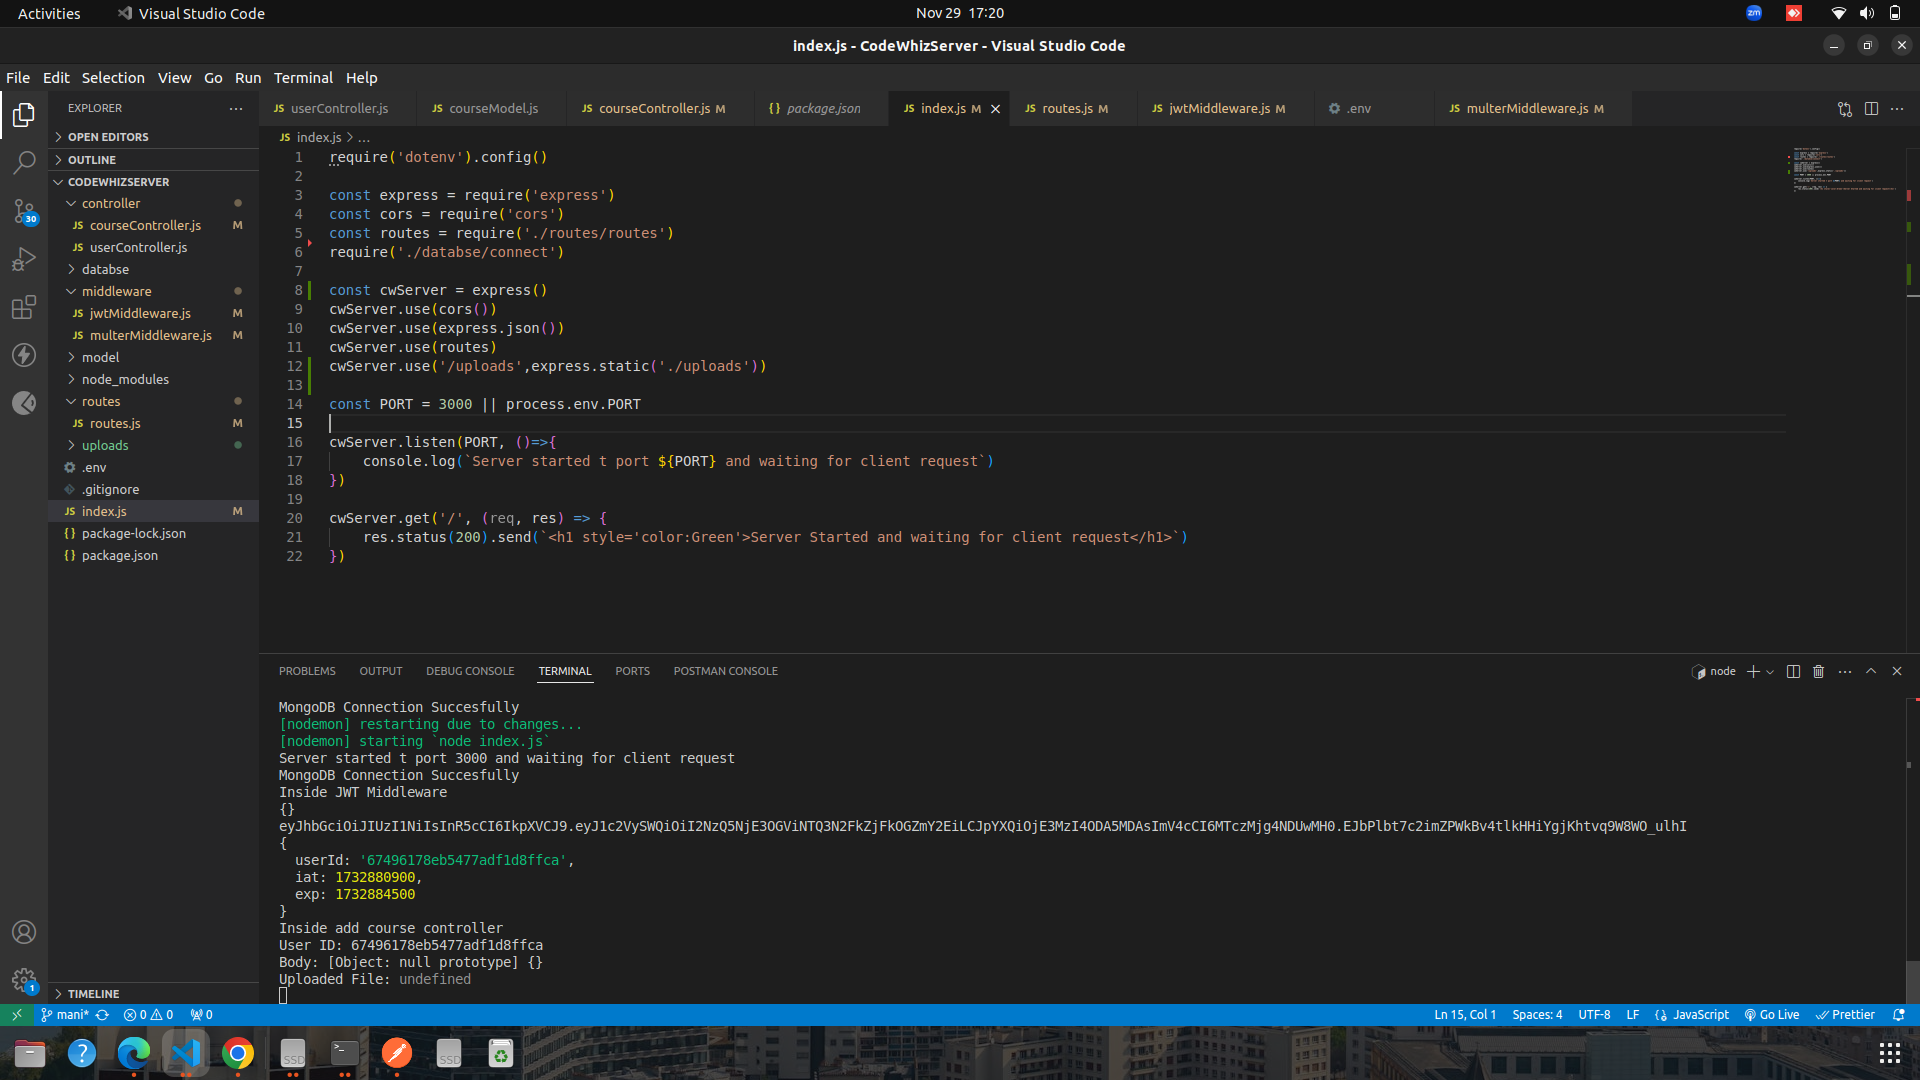 Activities
Visual Studio Code
Nov 29 17:20
zm
index.js - CodeWhizServer - Visual Studio Code
File Edit Selection View Go Run Terminal Help
EXPLORER
JS userController.js
JS courseModel.js
JS courseController.js M
{} package.json
JS index.js M
JS routes.js M
JS jwtMiddleware.js M
.env
JS multerMiddleware.js M
JS index.js > ...
OPEN EDITORS
OUTLINE
CODEWHIZSERVER
controller
JS courseController.js M
JS userController.js
databse
middleware
JS jwtMiddleware.js M
JS multerMiddleware.js M
model
node_modules
routes
JS routes.js M
uploads
.env
.gitignore
JS index.js M
{} package-lock.json
{} package.json
TIMELINE
30
1
1 require('dotenv').config()
2
3 const express = require('express')
4 const cors = require('cors')
5 const routes = require('./routes/routes')
6 require('./databse/connect')
7
8 const cwServer = express()
9 cwServer.use(cors())
10 cwServer.use(express.json())
11 cwServer.use(routes)
12 cwServer.use('/uploads',express.static('./uploads'))
13
14 const PORT = 3000 || process.env.PORT
15
16 cwServer.listen(PORT, ()=>{
17 console.log(`Server started t port ${PORT} and waiting for client request`)
18 })
19
20 cwServer.get('/', (req, res) => {
21 res.status(200).send(`<h1 style='color:Green'>Server Started and waiting for client request</h1>`)
22 })
PROBLEMS OUTPUT DEBUG CONSOLE TERMINAL PORTS POSTMAN CONSOLE
node
MongoDB Connection Succesfully
[nodemon] restarting due to changes...
[nodemon] starting `node index.js`
Server started t port 3000 and waiting for client request
MongoDB Connection Succesfully
Inside JWT Middleware
{}
eyJhbGciOiJIUzI1NiIsInR5cCI6IkpXVCJ9.eyJ1c2VySWQiOiI2NzQ5NjE3OGViNTQ3N2FkZjFkOGZmY2EiLCJpYXQiOjE3MzI4ODA5MDAsImV4cCI6MTczMjg4NDUwMH0.EJbPlbt7c2imZPWkBv4tlkHHiYgjKhtvq9W8WO_ulhI
{
userId: '67496178eb5477adf1d8ffca',
iat: 1732880900,
exp: 1732884500
}
Inside add course controller
User ID: 67496178eb5477adf1d8ffca
Body: [Object: null prototype] {}
Uploaded File: undefined
mani* 0 0 0
Ln 15, Col 1 Spaces: 4 UTF-8 LF JavaScript Go Live Prettier
SSD
SSD